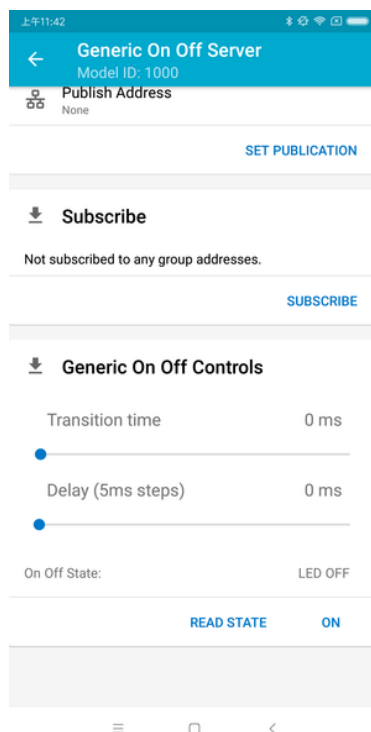 上午11:42
Generic On Off Server
Model ID: 1000
Publish Address
None
SET PUBLICATION
Subscribe
Not subscribed to any group addresses.
SUBSCRIBE
Generic On Off Controls
Transition time 0 ms
Delay (5ms steps) 0 ms
On Off State: LED OFF
READ STATE ON